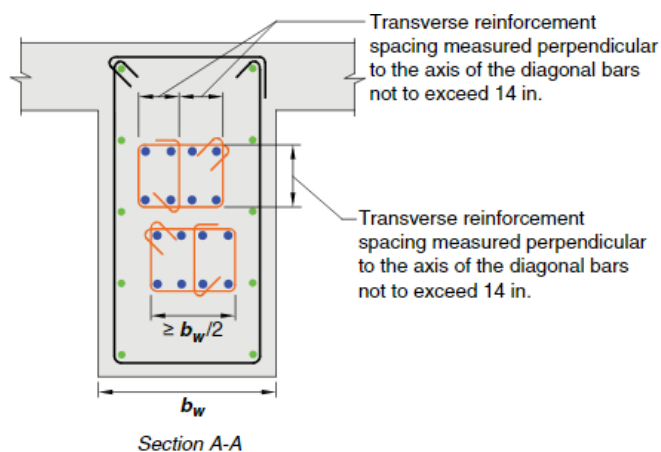 Transverse reinforcement
spacing measured perpendicular
to the axis of the diagonal bars
not to exceed 14 in.
Transverse reinforcement
spacing measured perpendicular
to the axis of the diagonal bars
not to exceed 14 in.
≥ bw/2
bw
Section A-A